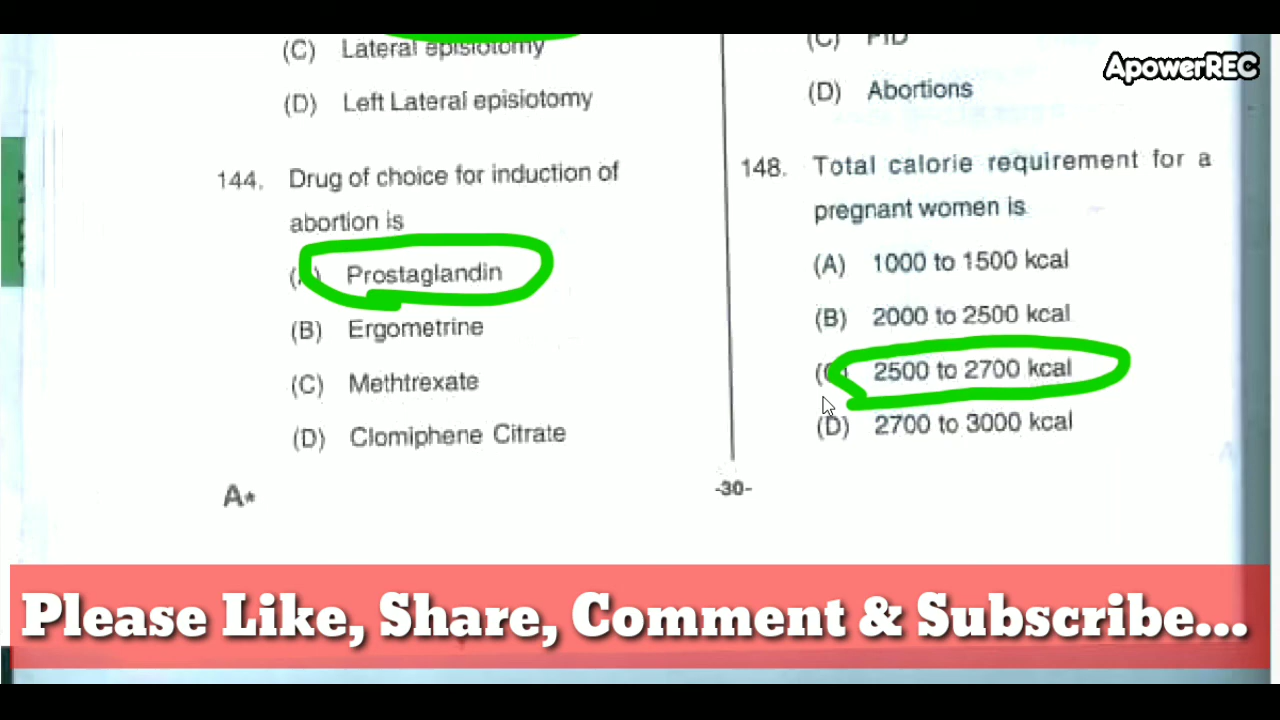 (C) Lateral episiotomy
(D) Left Lateral episiotomy
144. Drug of choice for induction of
abortion is
Prostaglandin
(B) Ergometrine
(C) Methtrexate
(D) Clomiphene Citrate
A*
(C) PID
(D) Abortions
148. Total calorie requirement for a
pregnant women is
(A) 1000 to 1500 kcal
(B) 2000 to 2500 kcal
(C) 2500 to 2700 kcal
(D) 2700 to 3000 kcal
-30-
ApowerREC
Please Like, Share, Comment & Subscribe...